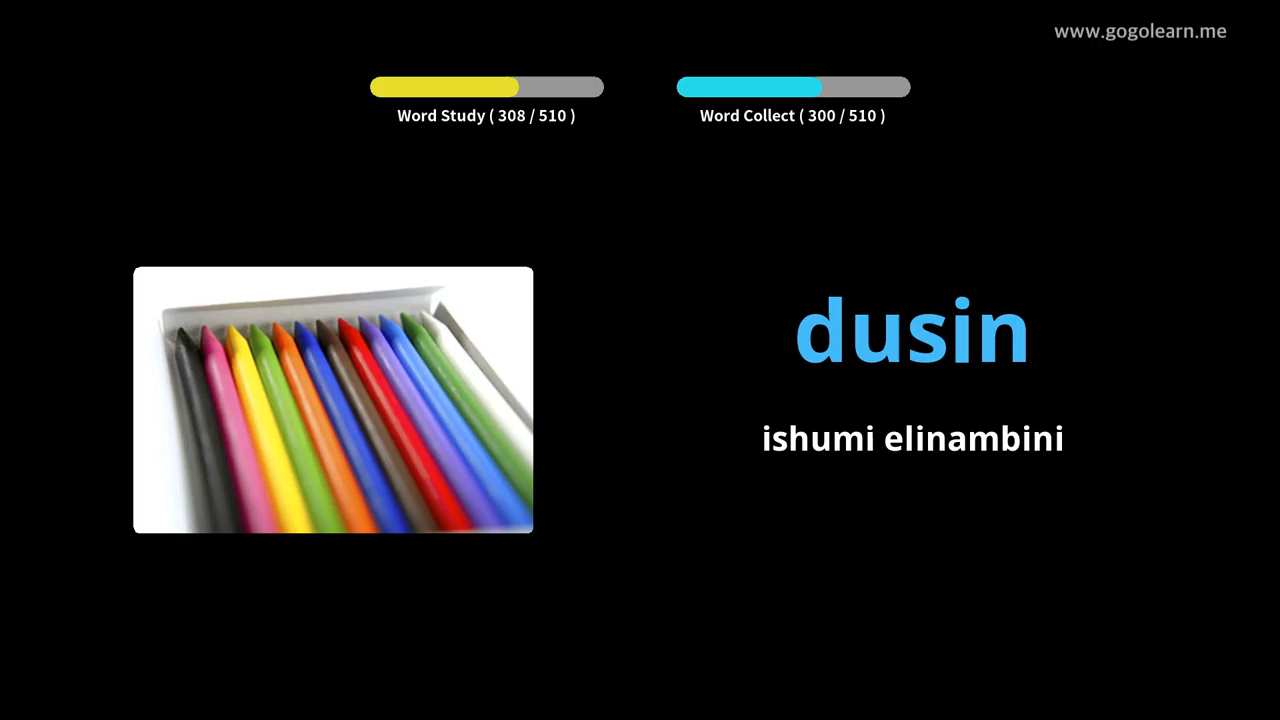 www.gogolearn.me
Word Study ( 308 / 510 )
Word Collect ( 300 / 510 )
dusin
ishumi elinambini